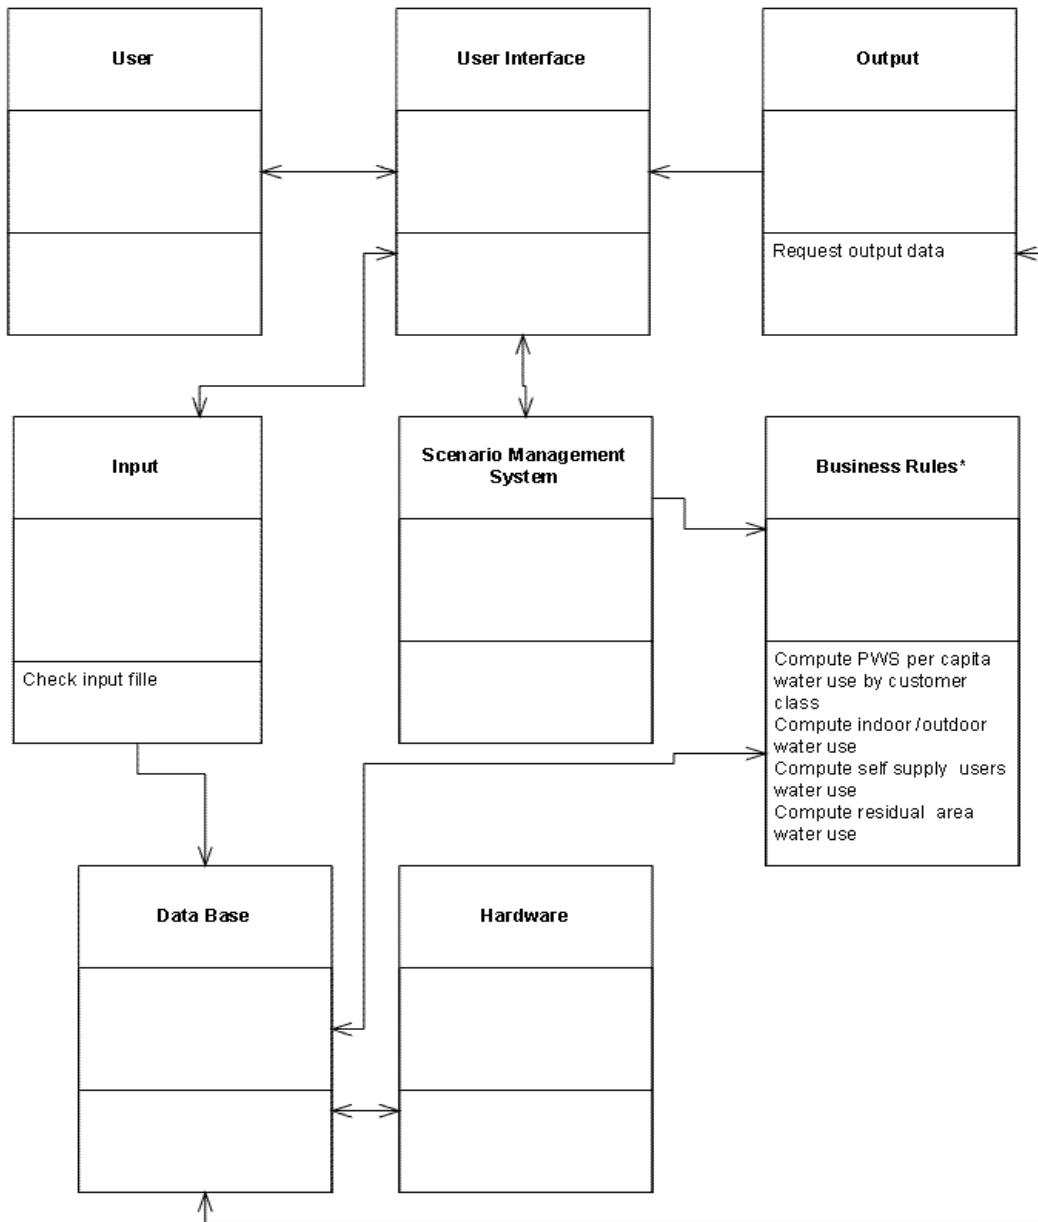 User
User Interface
Output
Request output data
Input
Scenario Management
System
Business Rules*
Check input fille
Compute PWS per capita
water use by customer
class
Compute indoor/outdoor
water use
Compute self supply users
water use
Compute residual area
water use
Data Base
Hardware